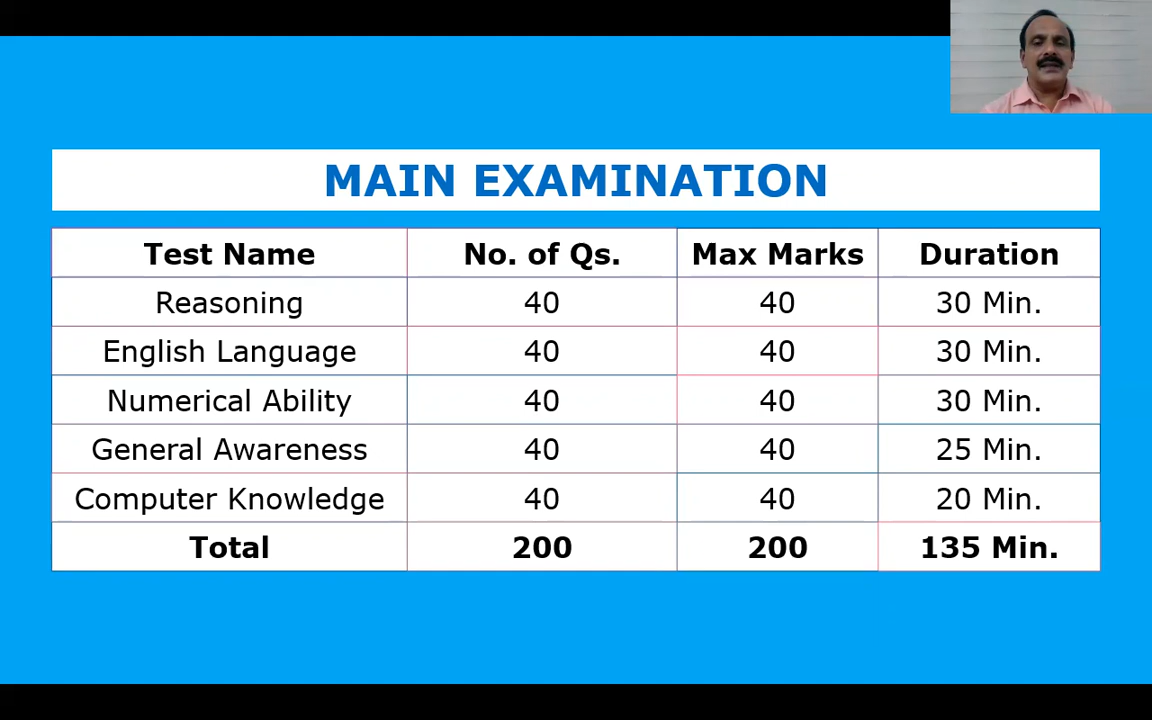 MAIN EXAMINATION
Test Name No. of Qs. Max Marks Duration
Reasoning 40 40 30 Min.
English Language 40 40 30 Min.
Numerical Ability 40 40 30 Min.
General Awareness 40 40 25 Min.
Computer Knowledge 40 40 20 Min.
Total 200 200 135 Min.